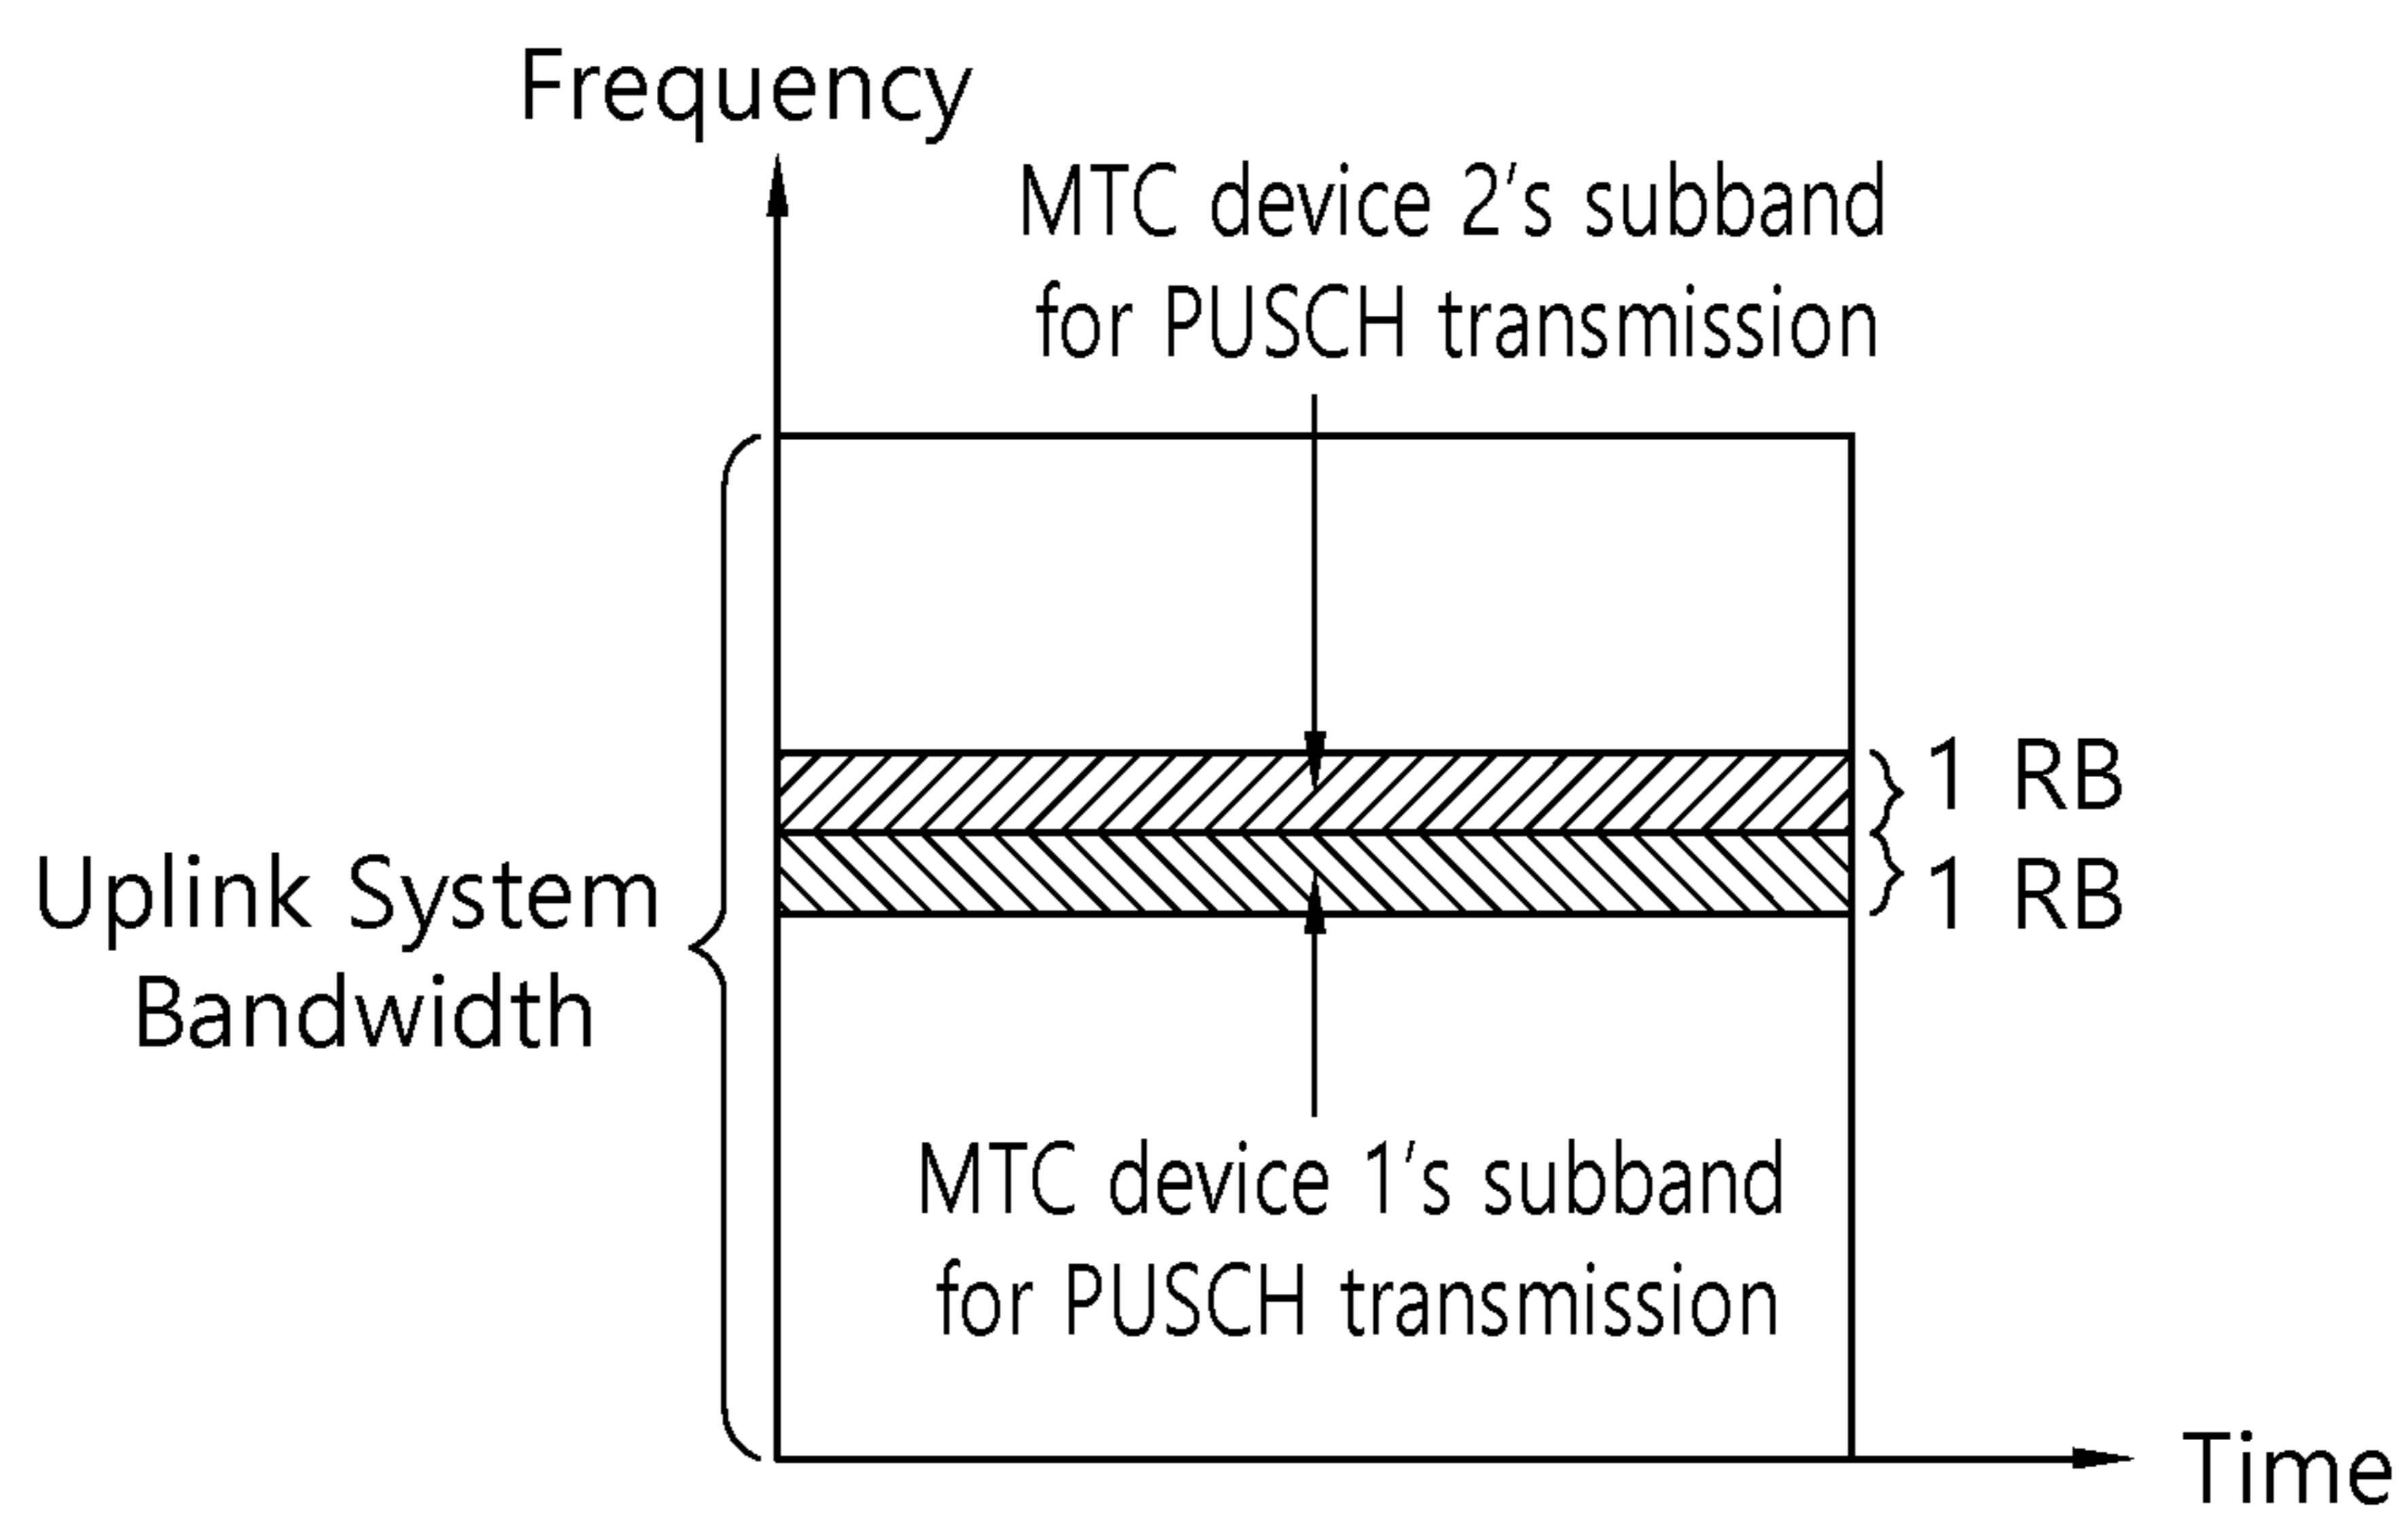 Frequency
MTC device 2's subband
for PUSCH transmission
1 RB
Uplink System
Bandwidth
1 RB
MTC device 1's subband
for PUSCH transmission
Time